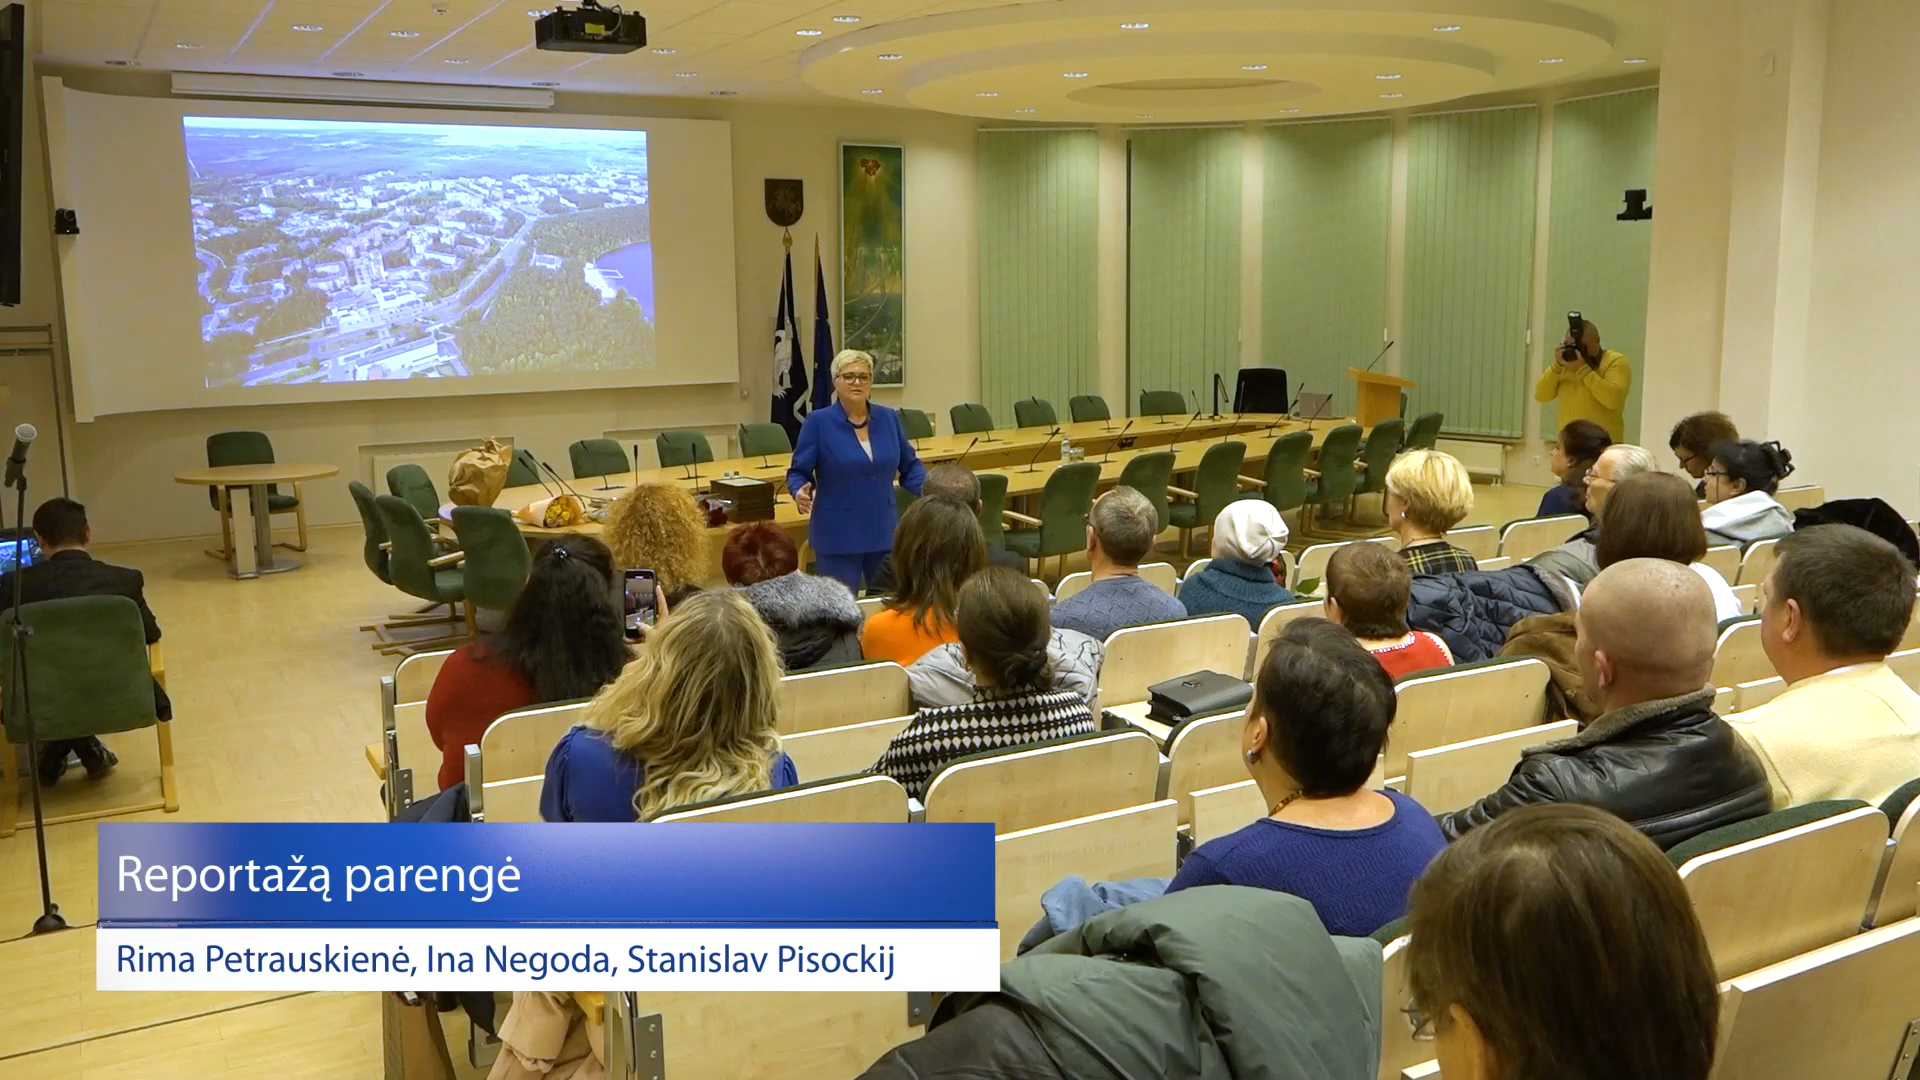 Reportažą parengė
Rima Petrauskienė, Ina Negoda, Stanislav Pisockij